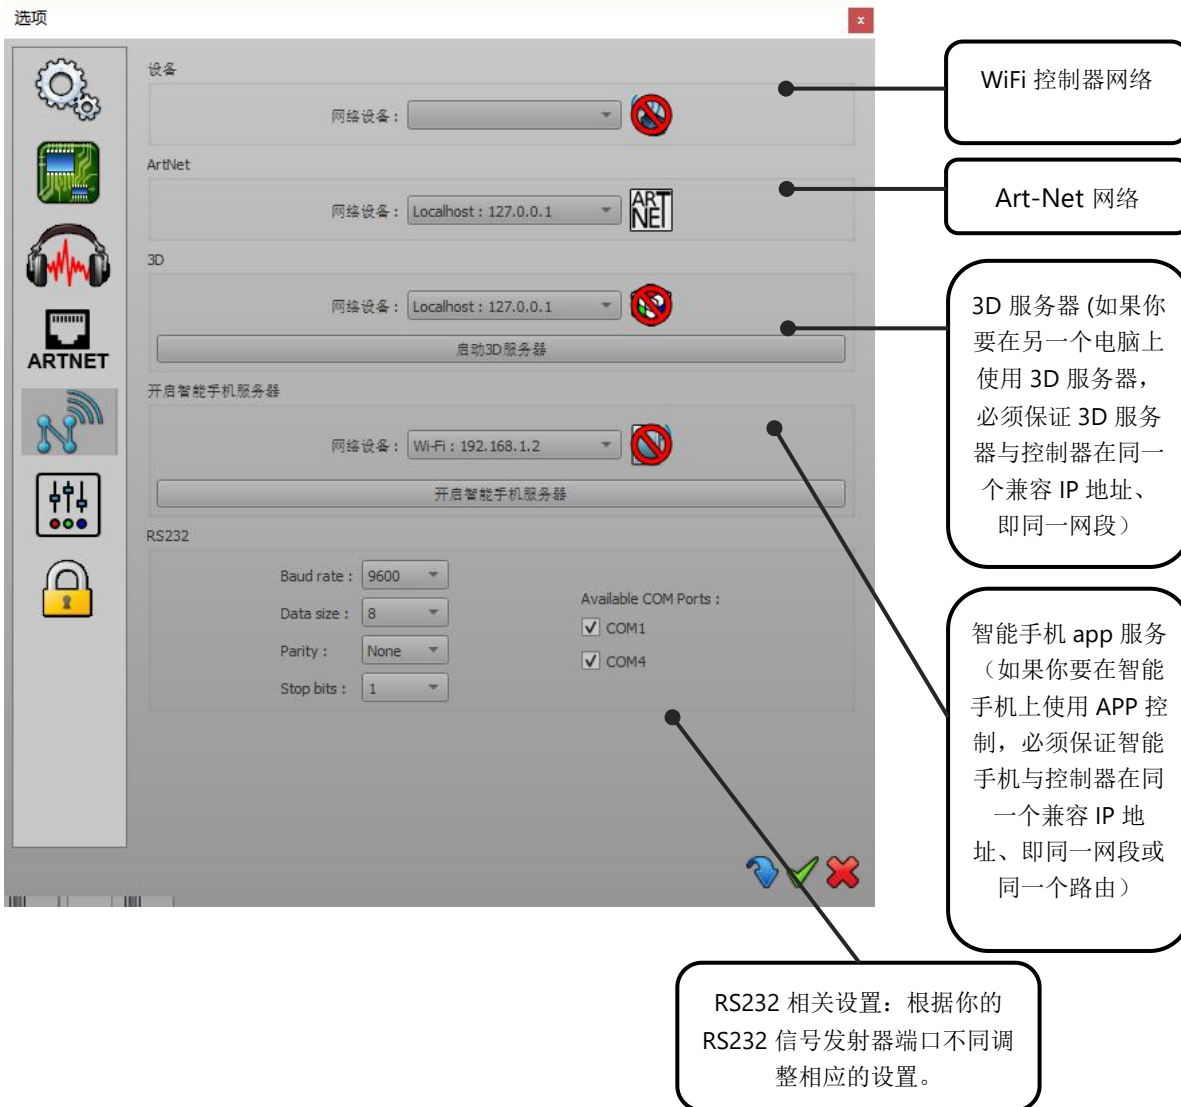 选项
设备
网络设备：
ArtNet
网络设备： Localhost : 127.0.0.1
ART
NET
3D
网络设备： Localhost : 127.0.0.1
启动3D服务器
ARTNET
开启智能手机服务器
网络设备： Wi-Fi : 192.168.1.2
开启智能手机服务器
RS232
Baud rate : 9600
Data size : 8
Parity : None
Stop bits : 1
Available COM Ports :
COM1
COM4
WiFi 控制器网络
Art-Net 网络
3D 服务器 (如果你
要在另一个电脑上
使用 3D 服务器，
必须保证 3D 服务
器与控制器在同一
个兼容 IP 地址、
即同一网段）
智能手机 app 服务
（如果你要在智能
手机上使用 APP 控
制，必须保证智能
手机与控制器在同
一个兼容 IP 地
址、即同一网段或
同一个路由）
RS232 相关设置：根据你的
RS232 信号发射器端口不同调
整相应的设置。